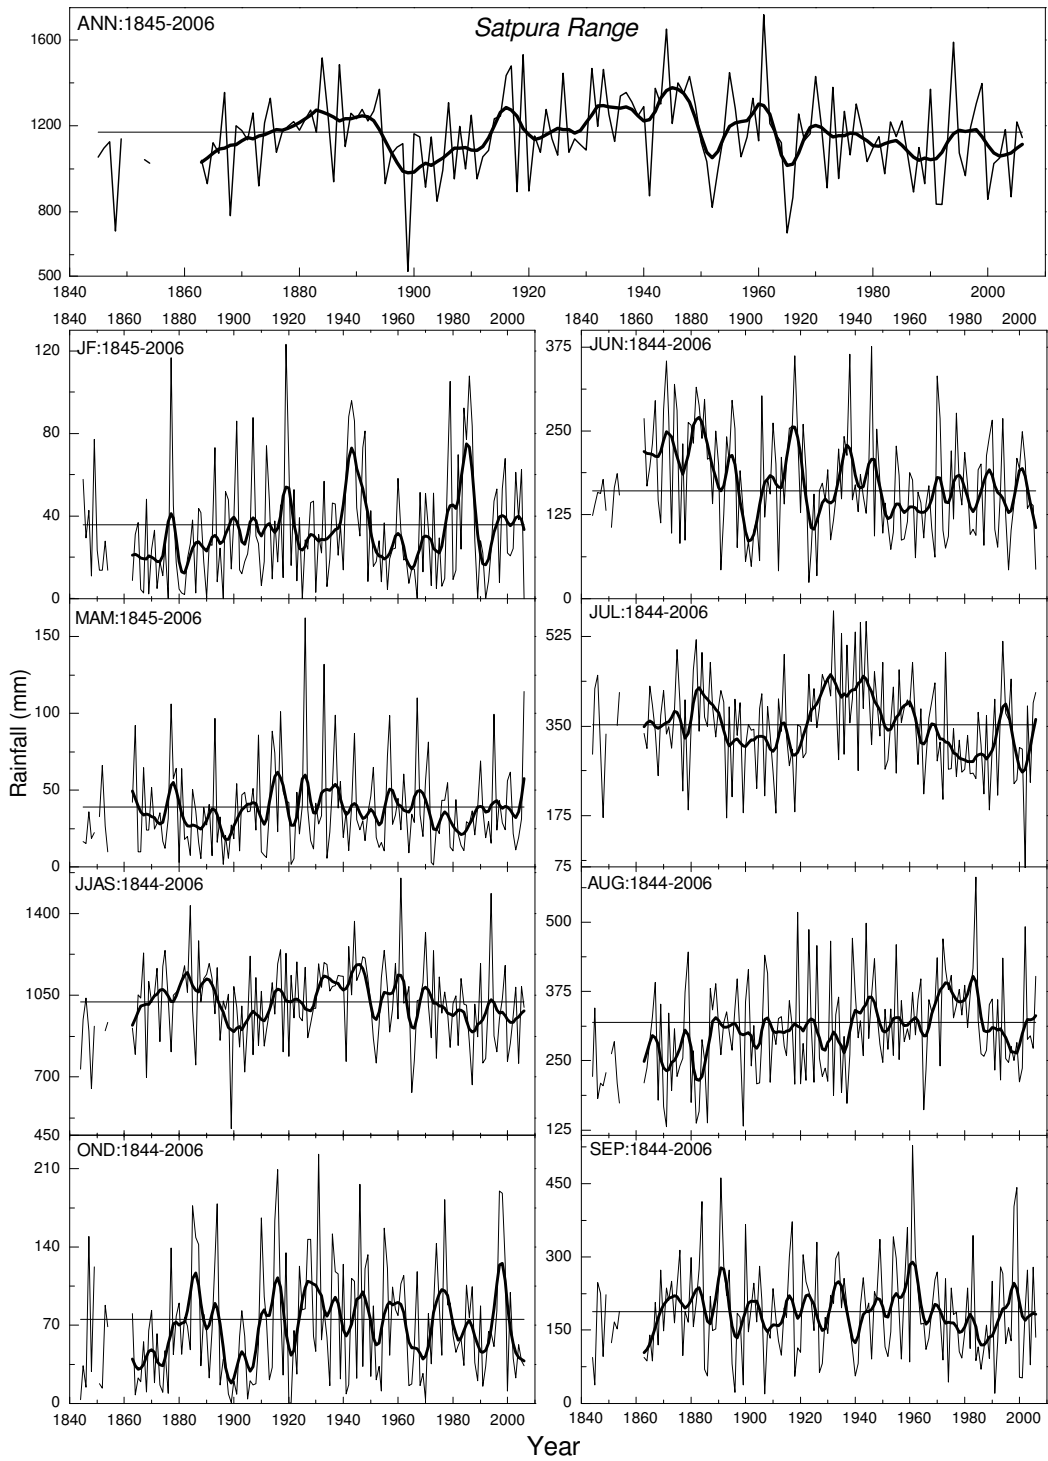 ANN:1845-2006
Satpura Range
1600
1200
800
500
1840 1860 1880 1900 1920 1940 1960 1980 2000
1840 1860 1880 1900 1920 1940 1960 1980 2000
1840 1860 1880 1900 1920 1940 1960 1980 2000
JF:1845-2006
120
80
40
0
JUN:1844-2006
375
250
125
0
MAM:1845-2006
150
100
50
0
JUL:1844-2006
525
350
175
75
Rainfall (mm)
JJAS:1844-2006
1400
1050
700
450
AUG:1844-2006
500
375
250
125
OND:1844-2006
210
140
70
0
SEP:1844-2006
450
300
150
0
1840 1860 1880 1900 1920 1940 1960 1980 2000
1840 1860 1880 1900 1920 1940 1960 1980 2000
Year